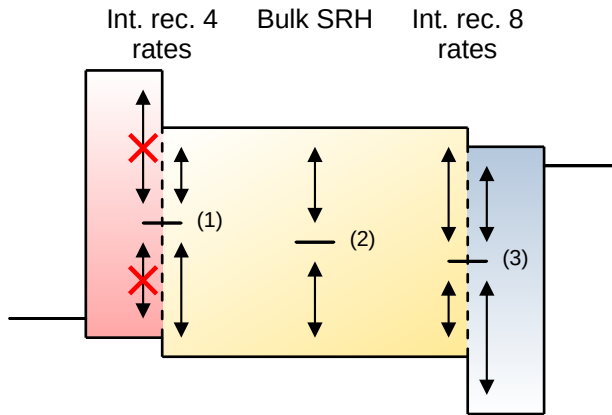 Int. rec. 4
rates
Bulk SRH
Int. rec. 8
rates
(1)
(2)
(3)